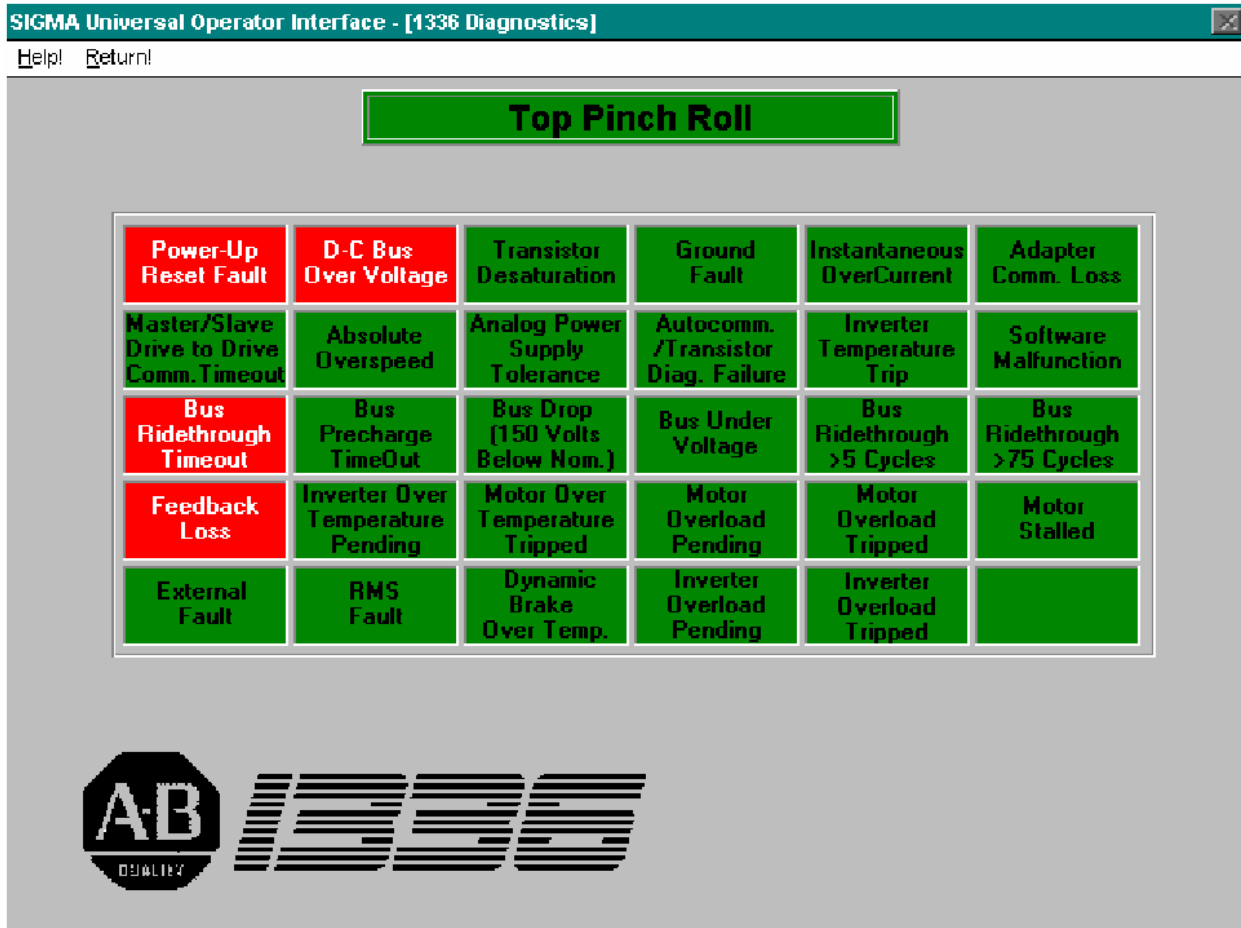 SIGMA Universal Operator Interface - [1336 Diagnostics]
Help! Return!
Top Pinch Roll
Power-Up
Reset Fault
D-C Bus
Over Voltage
Transistor
Desaturation
Ground
Fault
Instantaneous
OverCurrent
Adapter
Comm. Loss
Master/Slave
Drive to Drive
Comm.Timeout
Absolute
Overspeed
Analog Power
Supply
Tolerance
Autocomm.
/Transistor
Diag. Failure
Inverter
Temperature
Trip
Software
Malfunction
Bus
Ridethrough
Timeout
Bus
Precharge
TimeOut
Bus Drop
(150 Volts
Below Nom.)
Bus Under
Voltage
Bus
Ridethrough
>5 Cycles
Bus
Ridethrough
>75 Cycles
Feedback
Loss
Inverter Over
Temperature
Pending
Motor Over
Temperature
Tripped
Motor
Overload
Pending
Motor
Overload
Tripped
Motor
Stalled
External
Fault
RMS
Fault
Dynamic
Brake
Over Temp.
Inverter
Overload
Pending
Inverter
Overload
Tripped
A-B
QUALITY
1336